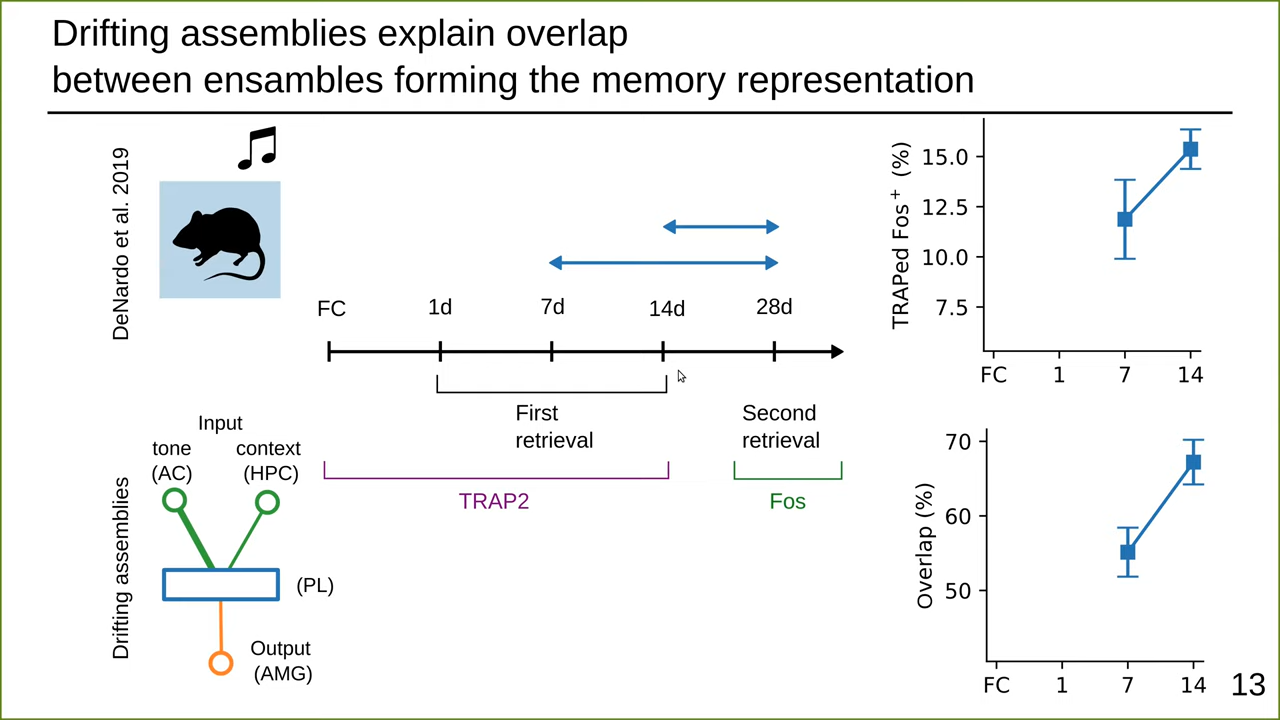 Drifting assemblies explain overlap
between ensambles forming the memory representation
DeNardo et al. 2019
FC
1d
7d
14d
28d
First
retrieval
Second
retrieval
TRAP2
Fos
TRAPed Fos⁺ (%)
15.0
12.5
10.0
7.5
FC
1
7
14
Drifting assemblies
Input
tone
(AC)
context
(HPC)
(PL)
Output
(AMG)
Overlap (%)
70
60
50
FC
1
7
14
13